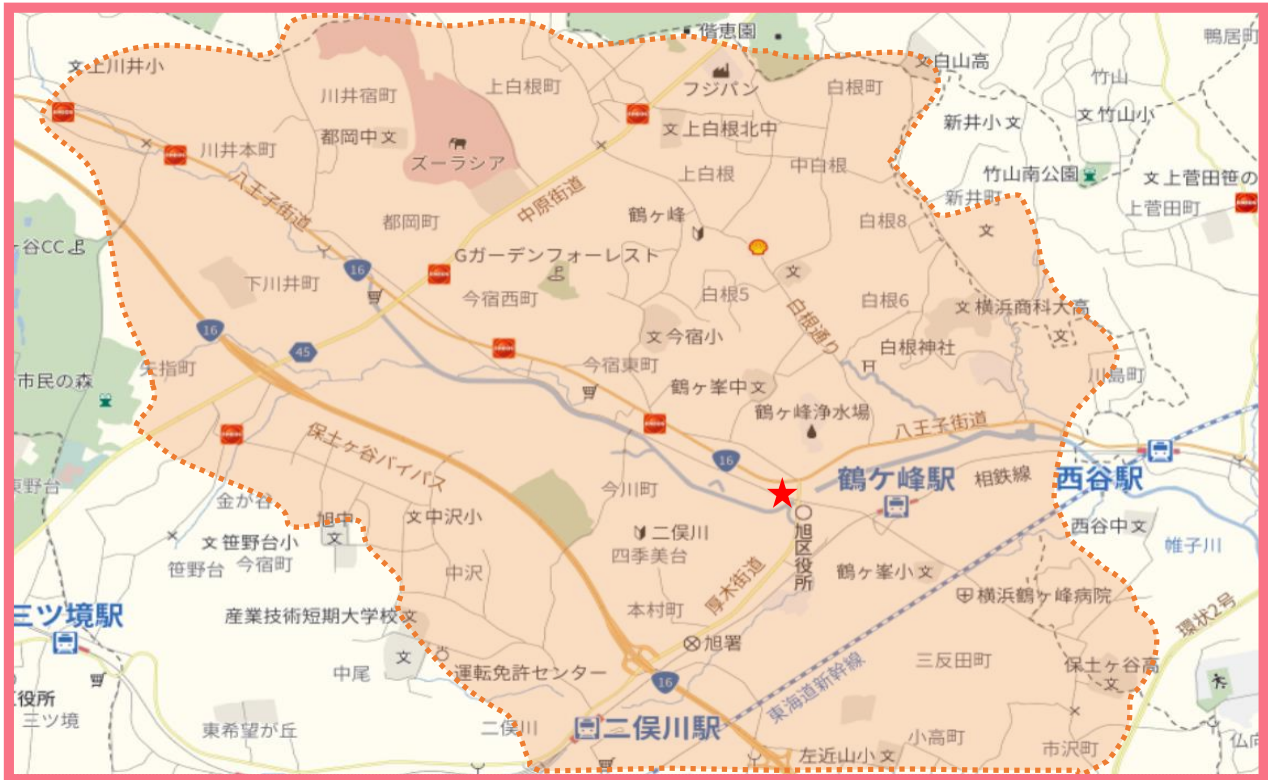 偕恵園
鴨居町
上川井小
白山高
竹山
川井宿町
上白根町
フジパン
白根町
竹山小
都岡中
上白根北中
新井小
川井本町
ズーラシア
上白根
中白根
竹山南公園
上菅田笹の
八王子街道
新井町
上菅田町
都岡町
中原街道
鶴ヶ峰
白根8
ヶ谷CC
Gガーデンフォーレスト
16
下川井町
今宿西町
白根5
白根6
横浜商科大高
白根通り
16
45
今宿小
白根神社
矢指町
今宿東町
川島町
市民の森
鶴ヶ峯中
鶴ヶ峰浄水場
八王子街道
保土ヶ谷バイパス
16
鶴ケ峰駅
相鉄線
西谷駅
東野台
金が谷
今川町
旭中
中沢小
旭区役所
西谷中
二俣川
笹野台小
四季美台
帷子川
笹野台
今宿町
中沢
厚木街道
鶴ヶ峯小
三ツ境駅
産業技術短期大学校
本村町
横浜鶴ヶ峰病院
環状2号
旭署
中尾
運転免許センター
三反田町
保土ヶ谷高
16
東海道新幹線
区役所
三ツ境
東希望が丘
二俣川
二俣川駅
小高町
市沢町
仏向
左近山小